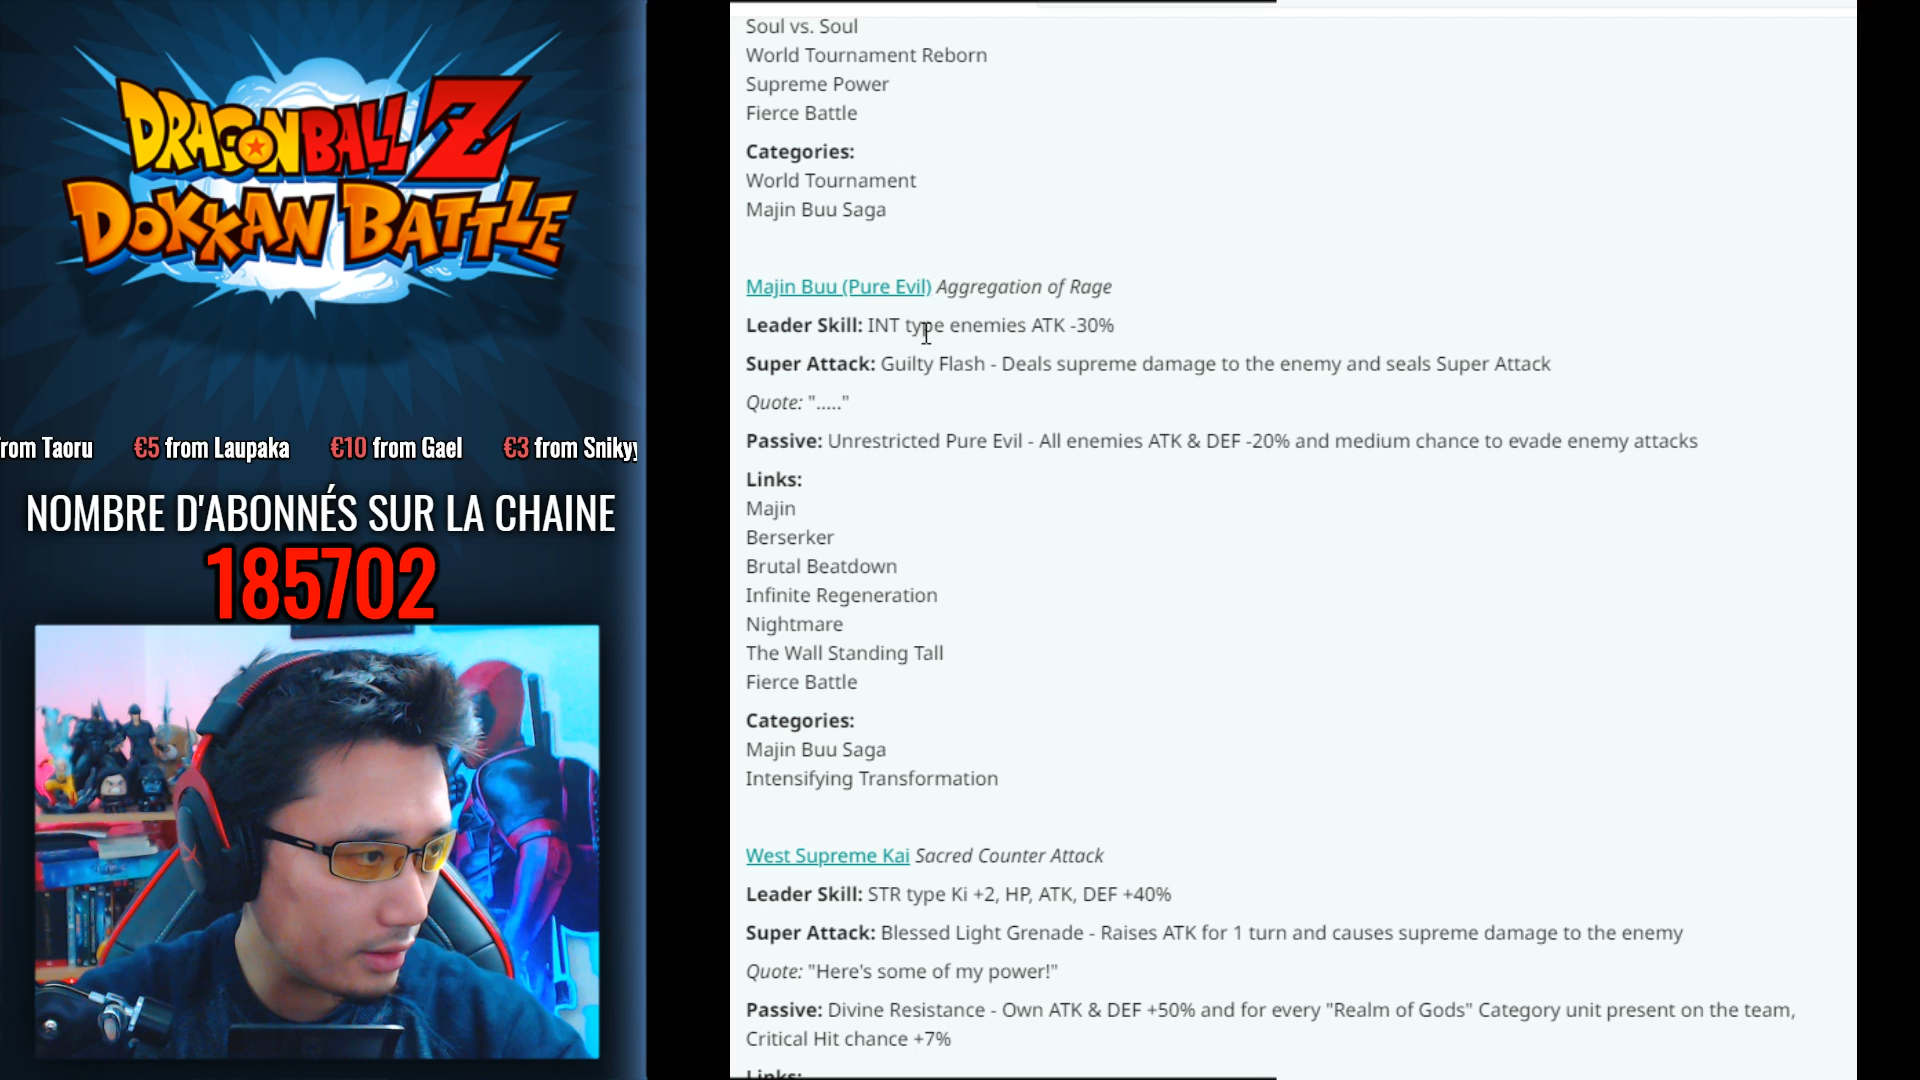 DRAGON BALL Z
DOKKAN BATTLE
from Taoru €5 from Laupaka €10 from Gael €3 from Snikyy
NOMBRE D'ABONNÉS SUR LA CHAINE
185702
Soul vs. Soul
World Tournament Reborn
Supreme Power
Fierce Battle
Categories:
World Tournament
Majin Buu Saga
Majin Buu (Pure Evil) Aggregation of Rage
Leader Skill: INT type enemies ATK -30%
Super Attack: Guilty Flash - Deals supreme damage to the enemy and seals Super Attack
Quote: "....."
Passive: Unrestricted Pure Evil - All enemies ATK & DEF -20% and medium chance to evade enemy attacks
Links:
Majin
Berserker
Brutal Beatdown
Infinite Regeneration
Nightmare
The Wall Standing Tall
Fierce Battle
Categories:
Majin Buu Saga
Intensifying Transformation
West Supreme Kai Sacred Counter Attack
Leader Skill: STR type Ki +2, HP, ATK, DEF +40%
Super Attack: Blessed Light Grenade - Raises ATK for 1 turn and causes supreme damage to the enemy
Quote: "Here's some of my power!"
Passive: Divine Resistance - Own ATK & DEF +50% and for every "Realm of Gods" Category unit present on the team,
Critical Hit chance +7%
Links: